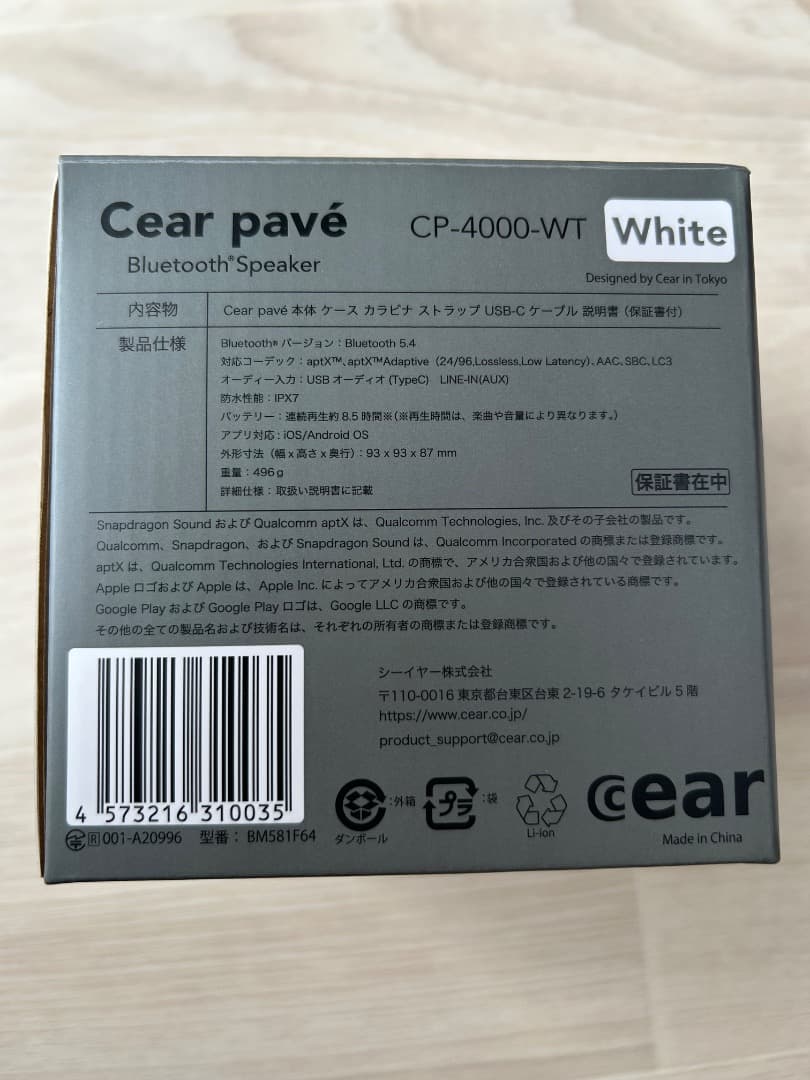 Cear pavé CP-4000-WT White
Bluetooth® Speaker
Designed by Cear in Tokyo
内容物 Cear pavé 本体 ケース カラビナ ストラップ USB-C ケーブル 説明書（保証書付）
製品仕様 Bluetooth® バージョン：Bluetooth 5.4
対応コーデック：aptX™、aptX™Adaptive（24/96,Lossless,Low Latency）、AAC、SBC、LC3
オーディー入力：USB オーディオ (TypeC) LINE-IN(AUX)
防水性能：IPX7
バッテリー：連続再生約 8.5 時間※（※再生時間は、楽曲や音量により異なります。）
アプリ対応：iOS/Android OS
外形寸法（幅 x 高さ x 奥行）：93 x 93 x 87 mm
重量：496 g
詳細仕様：取扱い説明書に記載
保証書在中
Snapdragon Sound および Qualcomm aptX は、Qualcomm Technologies, Inc. 及びその子会社の製品です。
Qualcomm、Snapdragon、および Snapdragon Sound は、Qualcomm Incorporated の商標または登録商標です。
aptX は、Qualcomm Technologies International, Ltd. の商標で、アメリカ合衆国および他の国々で登録されています。
Apple ロゴおよび Apple は、Apple Inc. によってアメリカ合衆国および他の国々で登録されている商標です。
Google Play および Google Play ロゴは、Google LLC の商標です。
その他の全ての製品名および技術名は、それぞれの所有者の商標または登録商標です。
シーイヤー株式会社
〒110-0016 東京都台東区台東 2-19-6 タケイビル 5 階
https://www.cear.co.jp/
product_support@cear.co.jp
4 573216 310035
R 001-A20996 型番： BM581F64
：外箱
ダンボール
プラ ：袋
Li-ion
ccear
Made in China